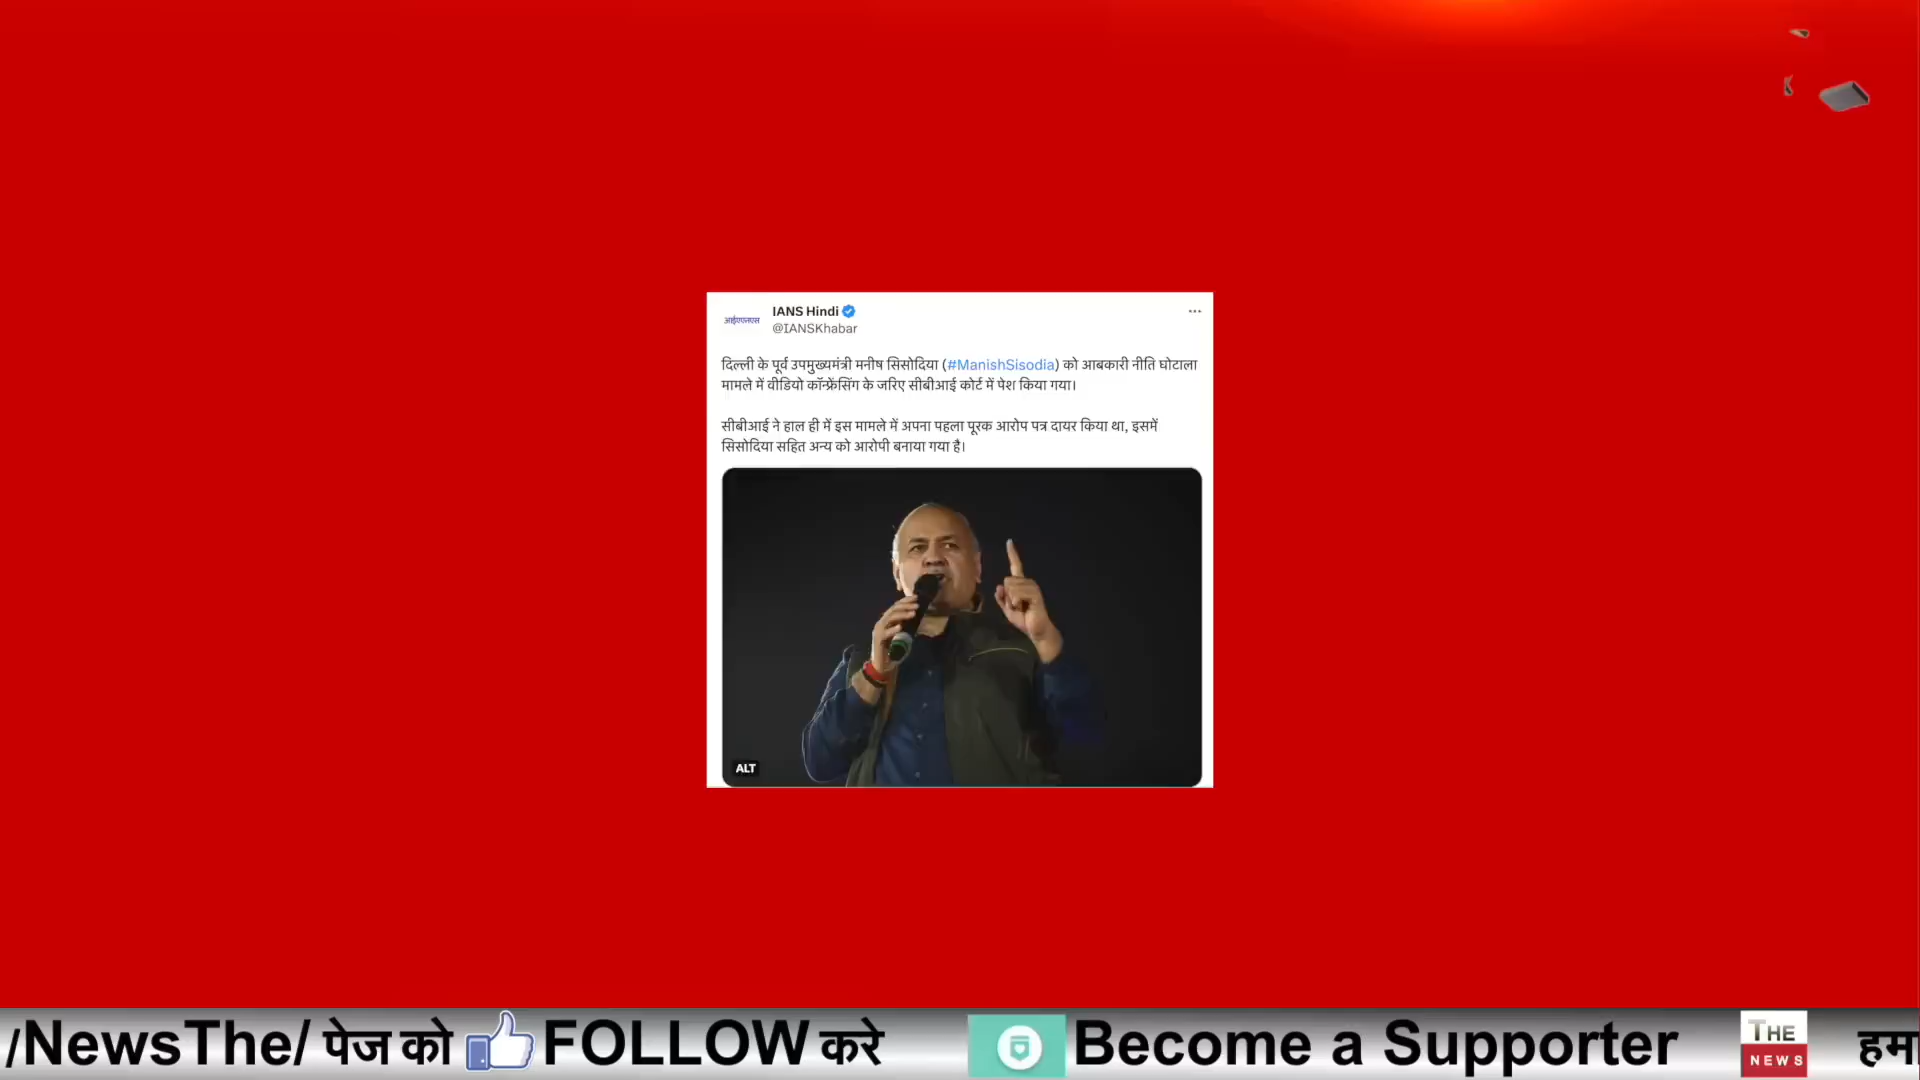 IANS Hindi
आईएएनएस
@IANSKhabar
दिल्ली के पूर्व उपमुख्यमंत्री मनीष सिसोदिया (#ManishSisodia) को आबकारी नीति घोटाला
मामले में वीडियो कॉन्फ्रेंसिंग के जरिए सीबीआई कोर्ट में पेश किया गया।
सीबीआई ने हाल ही में इस मामले में अपना पहला पूरक आरोप पत्र दायर किया था, इसमें
सिसोदिया सहित अन्य को आरोपी बनाया गया है।
ALT
/NewsThe/ पेज को FOLLOW करे Become a Supporter THE NEWS हम